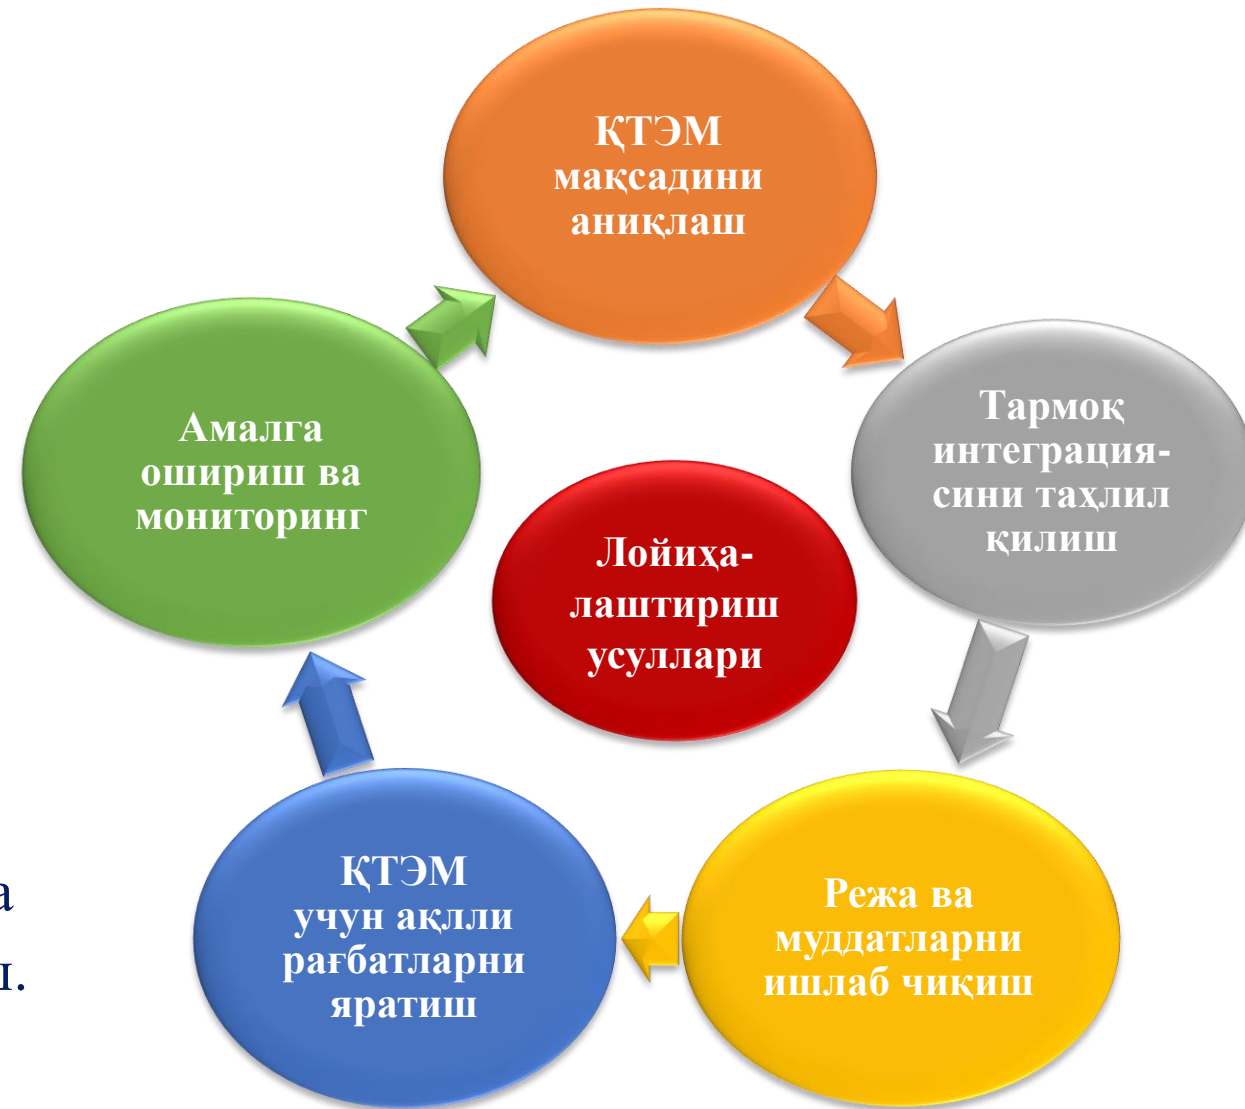 ҚТЭМ
мақсадини
аниқлаш
Тармоқ
интеграция-
сини таҳлил
қилиш
Режа ва
муддатларни
ишлаб чиқиш
ҚТЭМ
учун ақлли
рағбатларни
яратиш
Амалга
ошириш ва
мониторинг
Лойиҳа-
лаштириш
усуллари